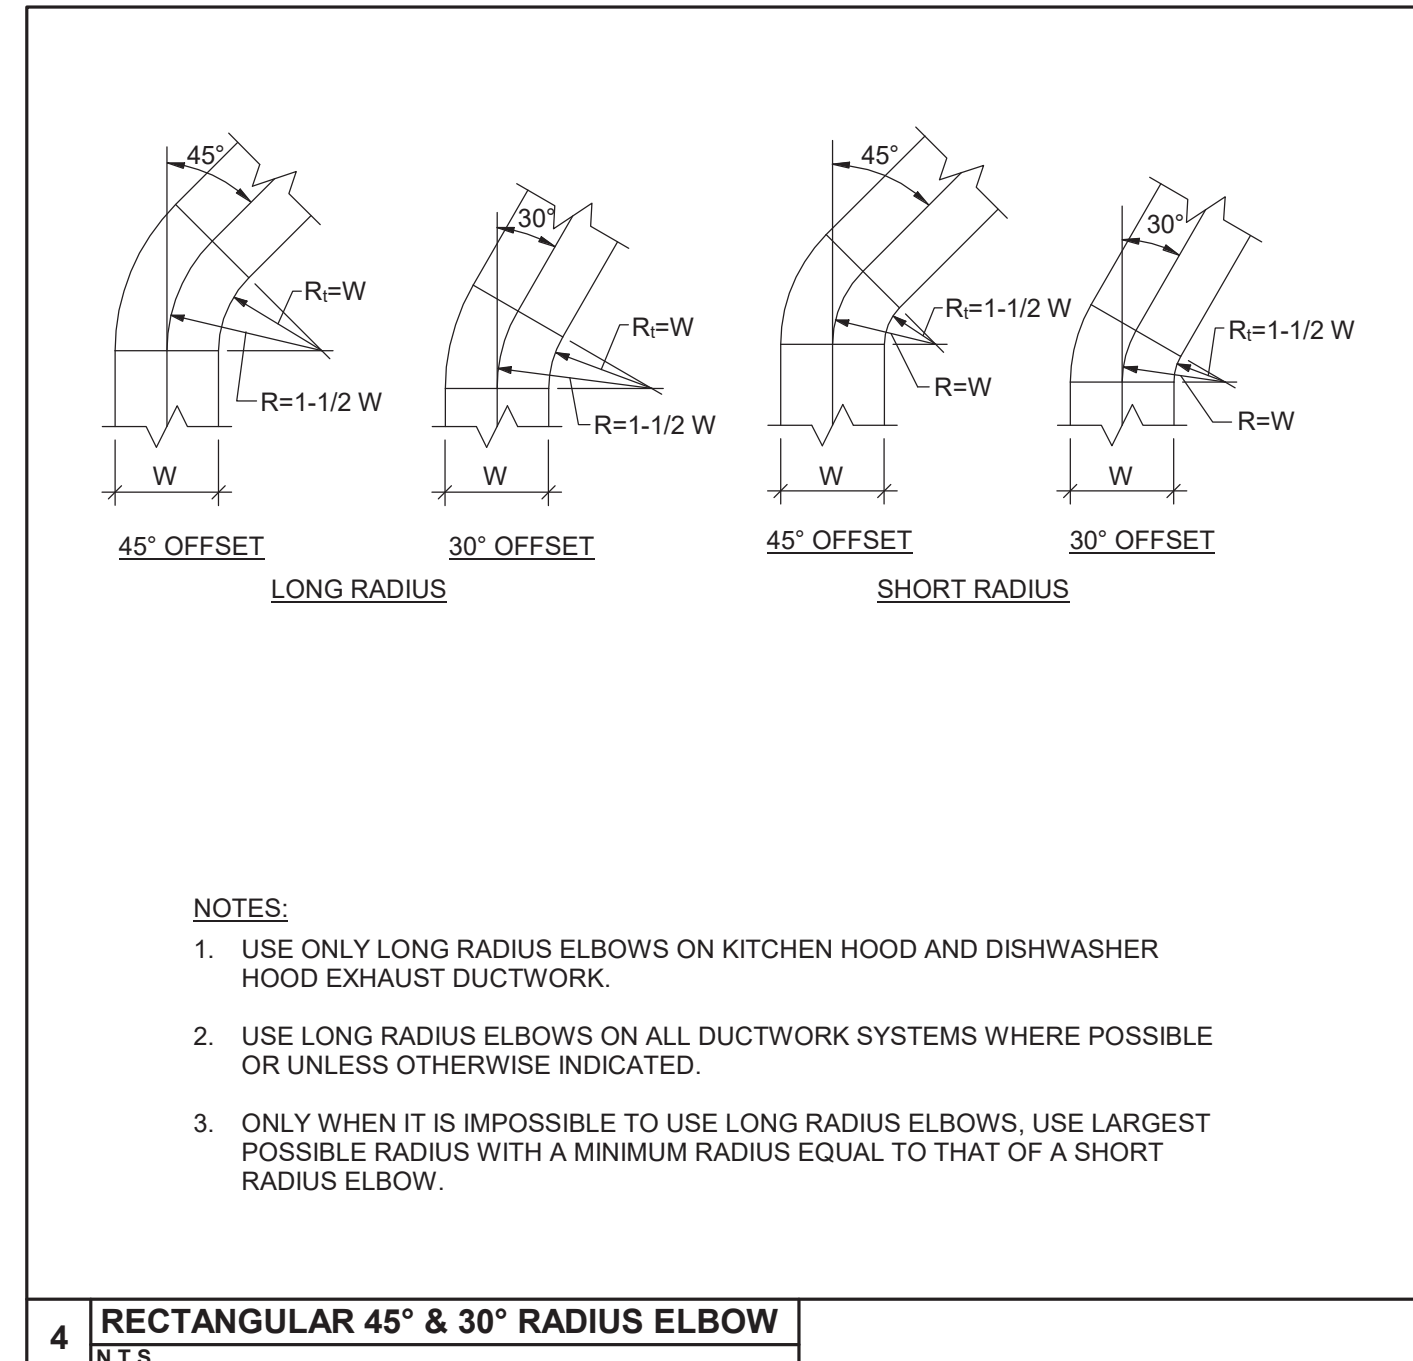 45°
30°
45°
30°
Rt=W
R=1-1/2 W
Rt=W
R=1-1/2 W
Rt=1-1/2 W
R=W
Rt=1-1/2 W
R=W
W
W
W
W
45° OFFSET
30° OFFSET
45° OFFSET
30° OFFSET
LONG RADIUS
SHORT RADIUS
NOTES:
1. USE ONLY LONG RADIUS ELBOWS ON KITCHEN HOOD AND DISHWASHER
HOOD EXHAUST DUCTWORK.
2. USE LONG RADIUS ELBOWS ON ALL DUCTWORK SYSTEMS WHERE POSSIBLE
OR UNLESS OTHERWISE INDICATED.
3. ONLY WHEN IT IS IMPOSSIBLE TO USE LONG RADIUS ELBOWS, USE LARGEST
POSSIBLE RADIUS WITH A MINIMUM RADIUS EQUAL TO THAT OF A SHORT
RADIUS ELBOW.
4
RECTANGULAR 45° & 30° RADIUS ELBOW
N.T.S.